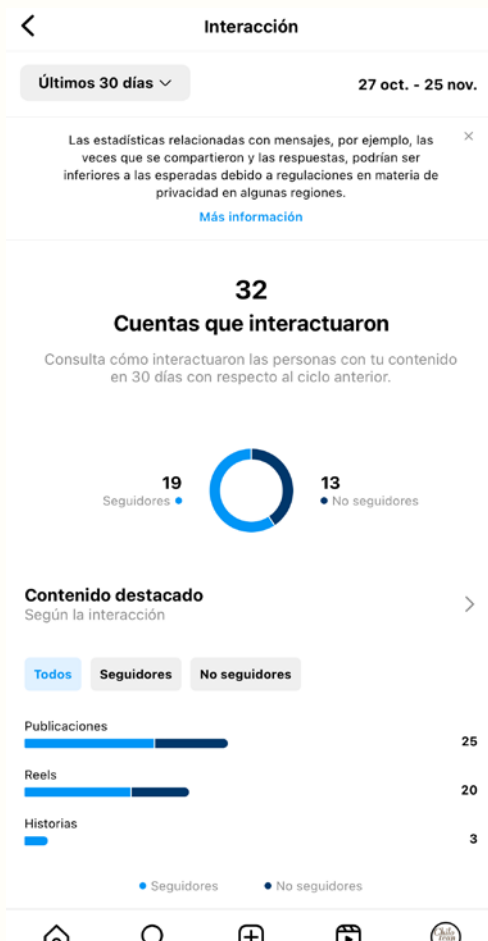 Interacción
Últimos 30 días
27 oct. - 25 nov.
Las estadísticas relacionadas con mensajes, por ejemplo, las
veces que se compartieron y las respuestas, podrían ser
inferiores a las esperadas debido a regulaciones en materia de
privacidad en algunas regiones.
Más información
32
Cuentas que interactuaron
Consulta cómo interactuaron las personas con tu contenido
en 30 días con respecto al ciclo anterior.
19
Seguidores
13
No seguidores
Contenido destacado
Según la interacción
Todos
Seguidores
No seguidores
Publicaciones
25
Reels
20
Historias
3
Seguidores
No seguidores